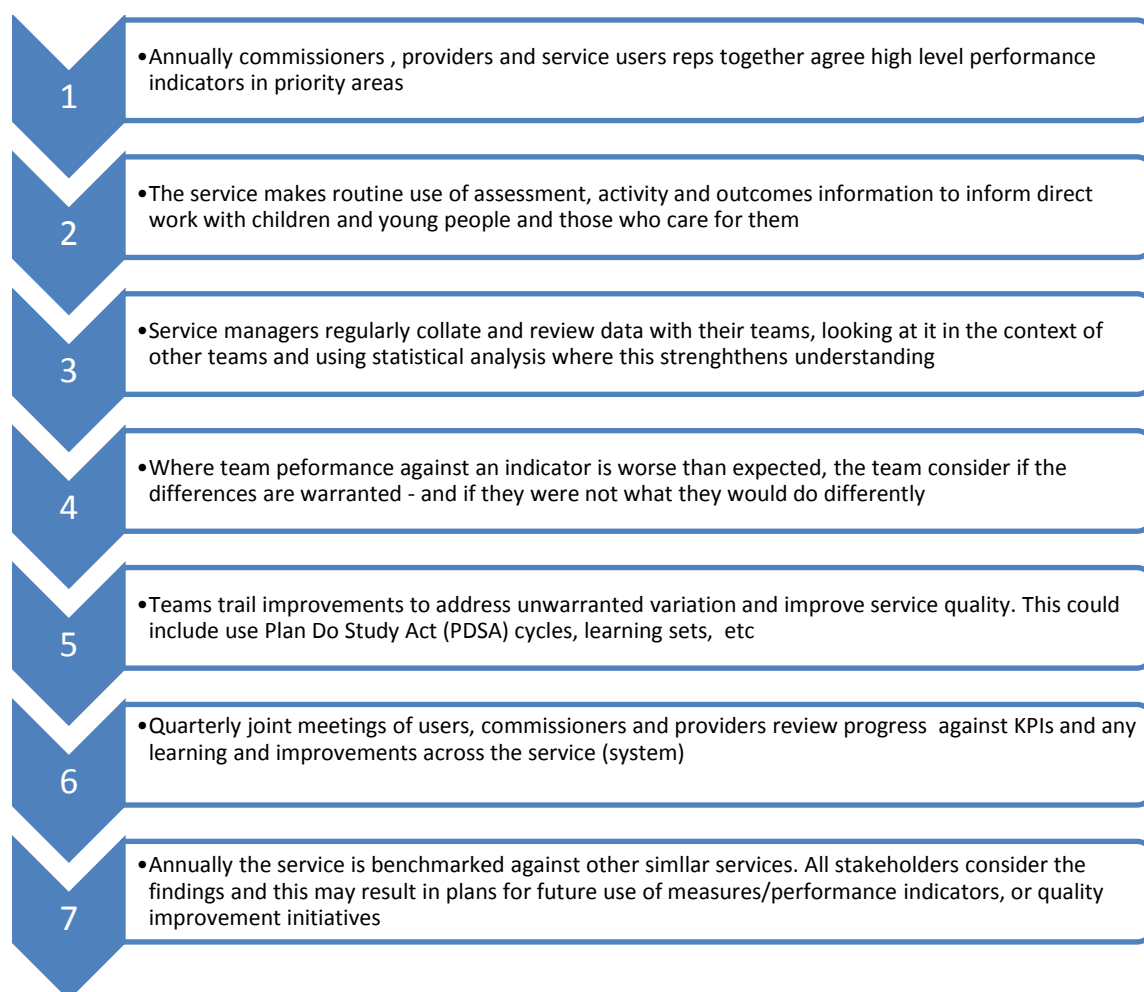 1
•Annually commissioners , providers and service users reps together agree high level performance
indicators in priority areas
2
•The service makes routine use of assessment, activity and outcomes information to inform direct
work with children and young people and those who care for them
3
•Service managers regularly collate and review data with their teams, looking at it in the context of
other teams and using statistical analysis where this strenghthens understanding
4
•Where team peformance against an indicator is worse than expected, the team consider if the
differences are warranted - and if they were not what they would do differently
5
•Teams trail improvements to address unwarranted variation and improve service quality. This could
include use Plan Do Study Act (PDSA) cycles, learning sets,  etc
6
•Quarterly joint meetings of users, commissioners and providers review progress  against KPIs and any
learning and improvements across the service (system)
7
•Annually the service is benchmarked against other simllar services. All stakeholders consider the
findings and this may result in plans for future use of measures/performance indicators, or quality
improvement initiatives